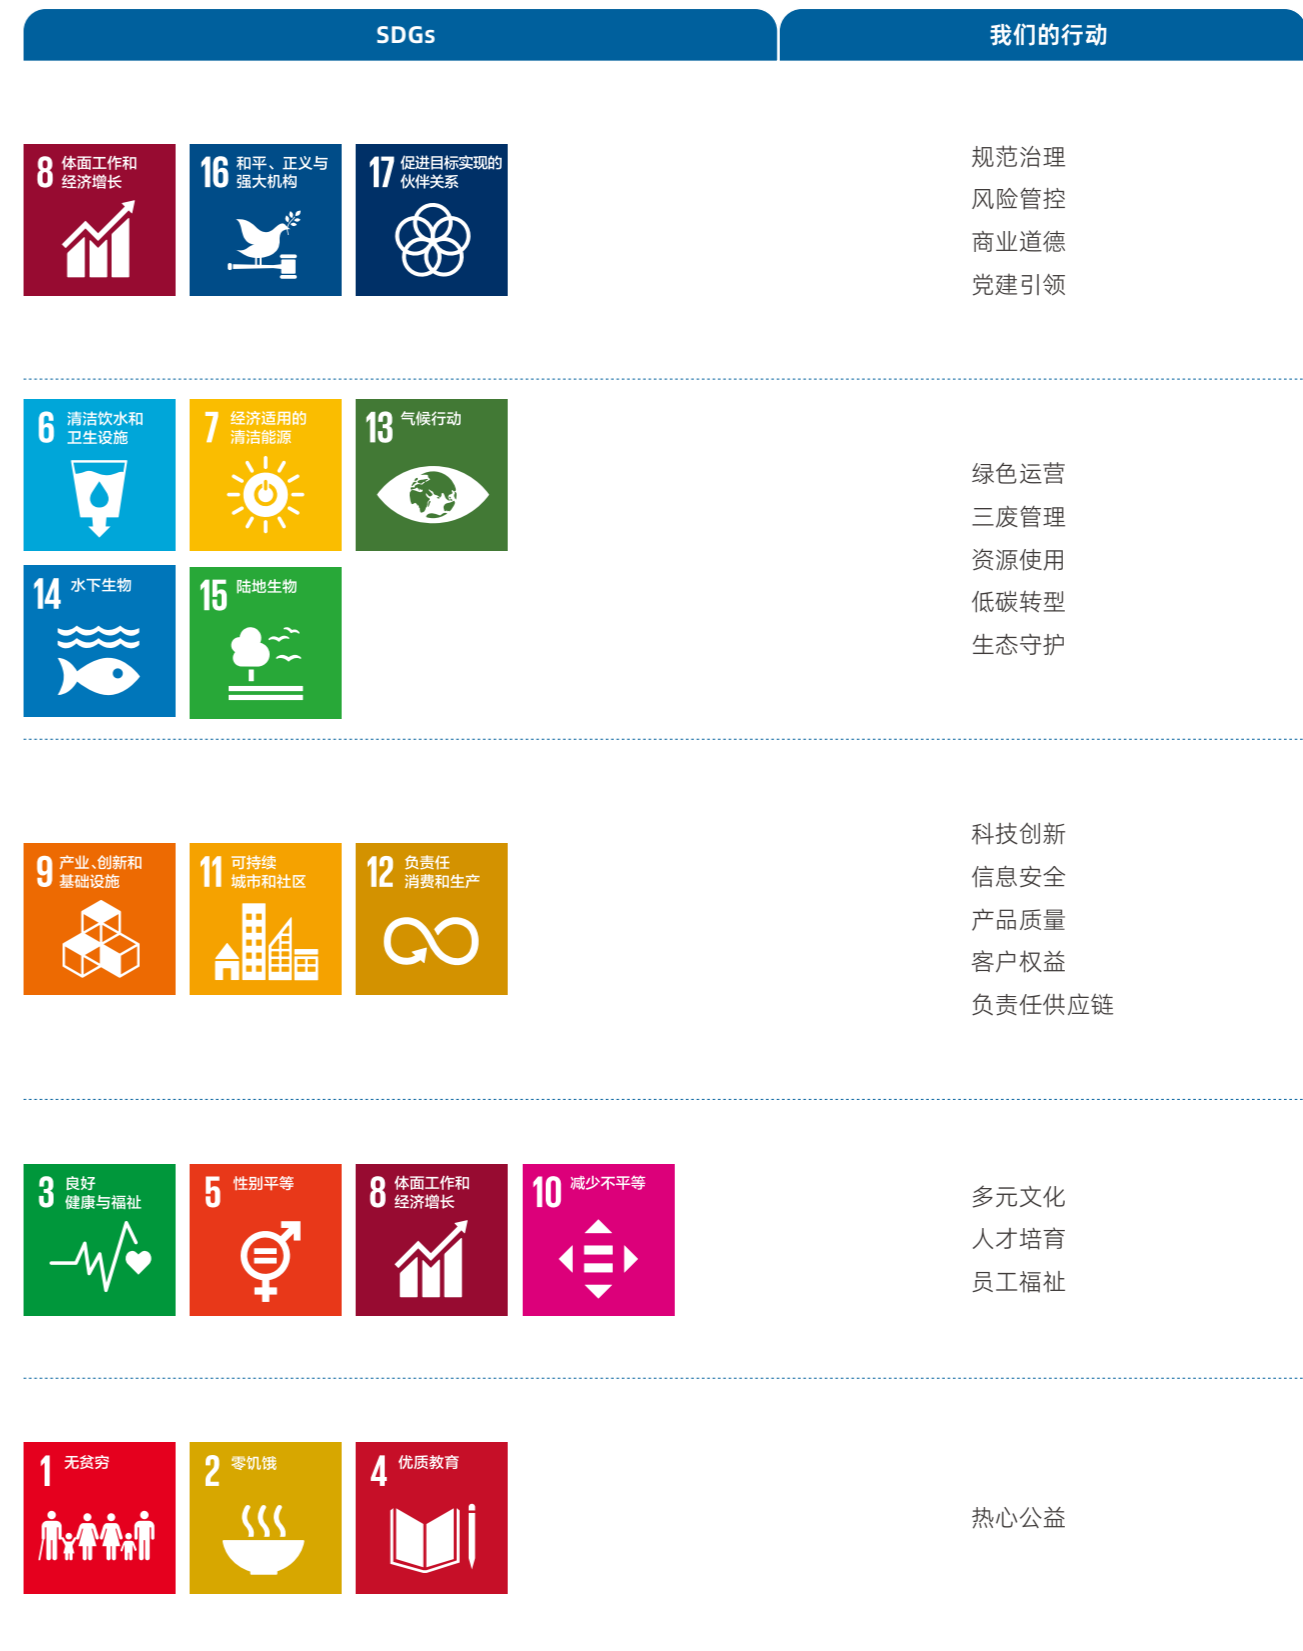 SDGs
我们的行动
8 体面工作和
经济增长
16 和平、正义与
强大机构
17 促进目标实现的
伙伴关系
规范治理
风险管控
商业道德
党建引领
6 清洁饮水和
卫生设施
7 经济适用的
清洁能源
13 气候行动
14 水下生物
15 陆地生物
绿色运营
三废管理
资源使用
低碳转型
生态守护
9 产业、创新和
基础设施
11 可持续
城市和社区
12 负责任
消费和生产
科技创新
信息安全
产品质量
客户权益
负责任供应链
3 良好
健康与福祉
5 性别平等
8 体面工作和
经济增长
10 减少不平等
多元文化
人才培育
员工福祉
1 无贫穷
2 零饥饿
4 优质教育
热心公益